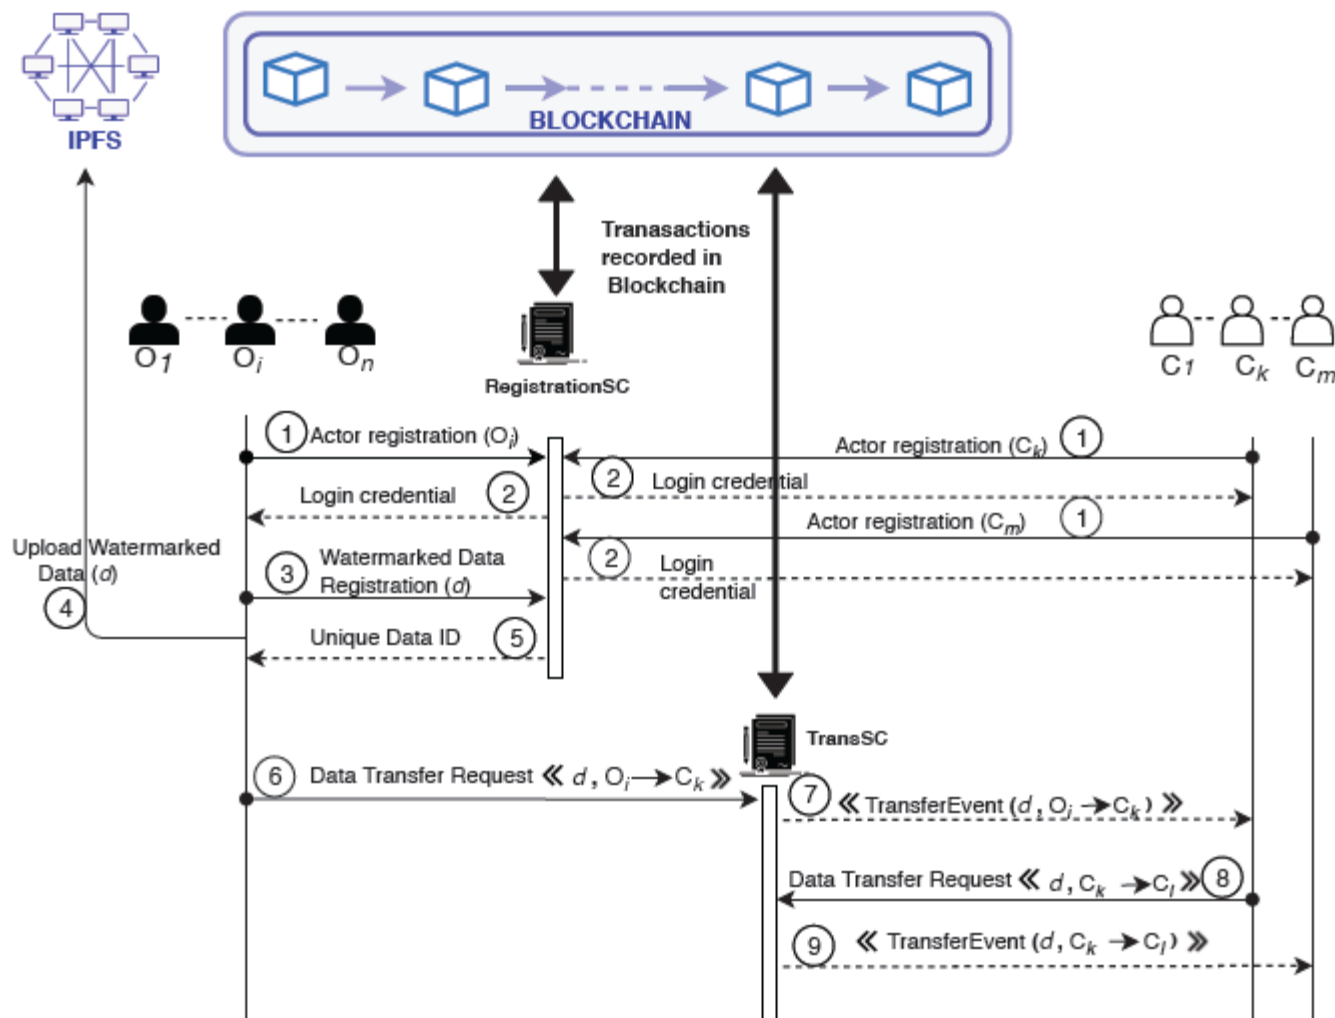 IPFS
BLOCKCHAIN
Tranasactions
recorded in
Blockchain
O1
Oi
On
RegistrationSC
C1
Ck
Cm
1
Actor registration (Oi)
Actor registration (Ck)
1
Login credential
2
2
Login credential
Actor registration (Cm)
1
Upload Watermarked
Data (d)
4
3
Watermarked Data
Registration (d)
2
Login
credential
Unique Data ID
5
TransSC
6
Data Transfer Request « d, Oi → Ck »
7
« TransferEvent (d, Oi → Ck) »
Data Transfer Request « d, Ck → Cl »
8
9
« TransferEvent (d, Ck → Cl) »